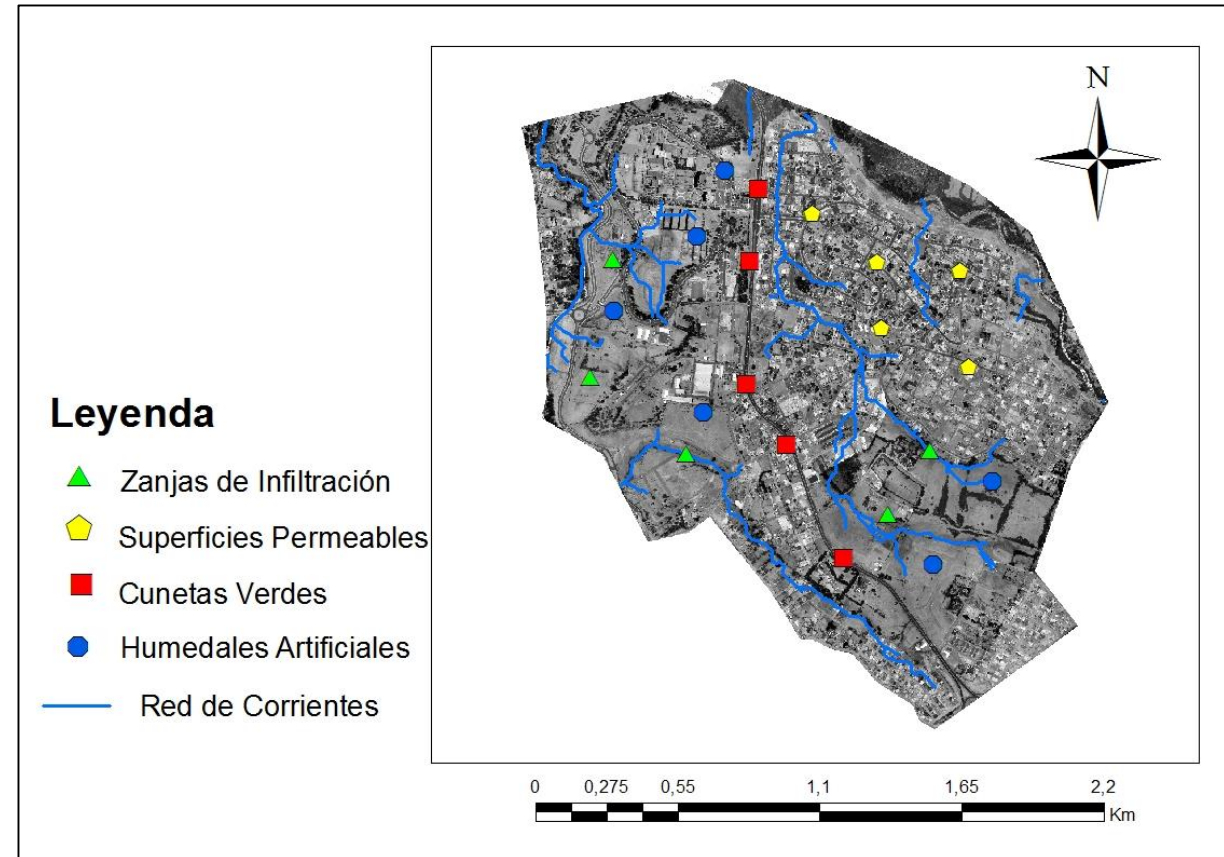 N
Leyenda
Zanjas de Infiltración
Superficies Permeables
Cunetas Verdes
Humedales Artificiales
Red de Corrientes
0 0,275 0,55 1,1 1,65 2,2
Km